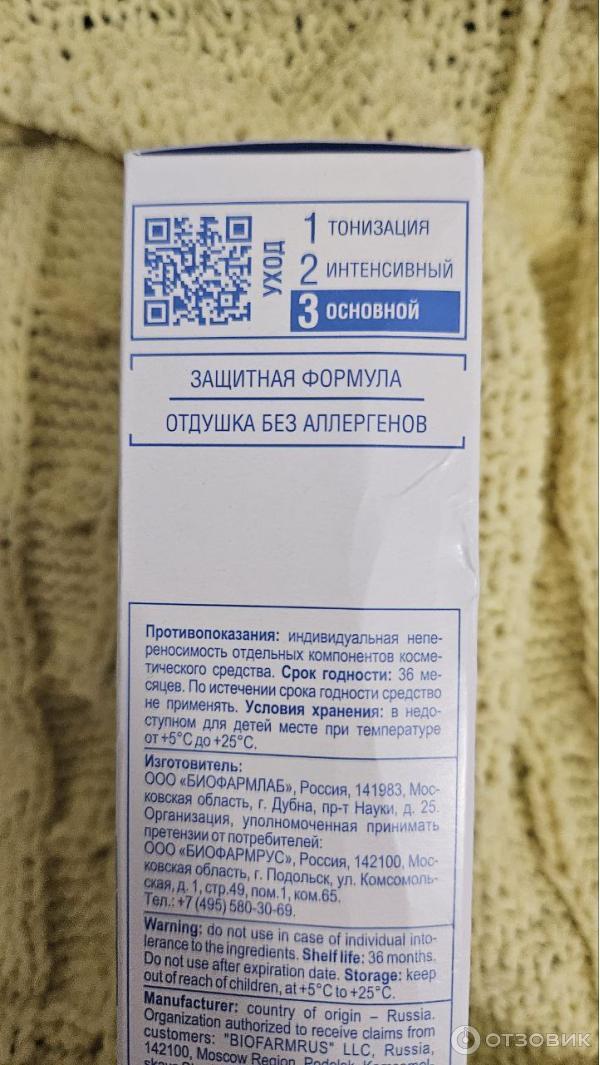 УХОД
1 ТОНИЗАЦИЯ
2 ИНТЕНСИВНЫЙ
3 ОСНОВНОЙ
ЗАЩИТНАЯ ФОРМУЛА
ОТДУШКА БЕЗ АЛЛЕРГЕНОВ
Противопоказания: индивидуальная непе-
реносимость отдельных компонентов косме-
тического средства. Срок годности: 36 ме-
сяцев. По истечении срока годности средство
не применять. Условия хранения: в недо-
ступном для детей месте при температуре
от +5°C до +25°C.
Изготовитель:
ООО «БИОФАРМЛАБ», Россия, 141983, Мос-
ковская область, г. Дубна, пр-т Науки, д. 25.
Организация, уполномоченная принимать
претензии от потребителей:
ООО «БИОФАРМРУС», Россия, 142100, Мос-
ковская область, г. Подольск, ул. Комсомоль-
ская, д. 1, стр.49, пом.1, ком.65.
Тел.: +7 (495) 580-30-69.
Warning: do not use in case of individual into-
lerance to the ingredients. Shelf life: 36 months.
Do not use after expiration date. Storage: keep
out of reach of children, at +5°C to +25°C.
Manufacturer: country of origin – Russia.
Organization authorized to receive claims from
customers: "BIOFARMRUS" LLC, Russia,
142100, Moscow Region, Podolsk, Komsomol-
ОТЗОВИК